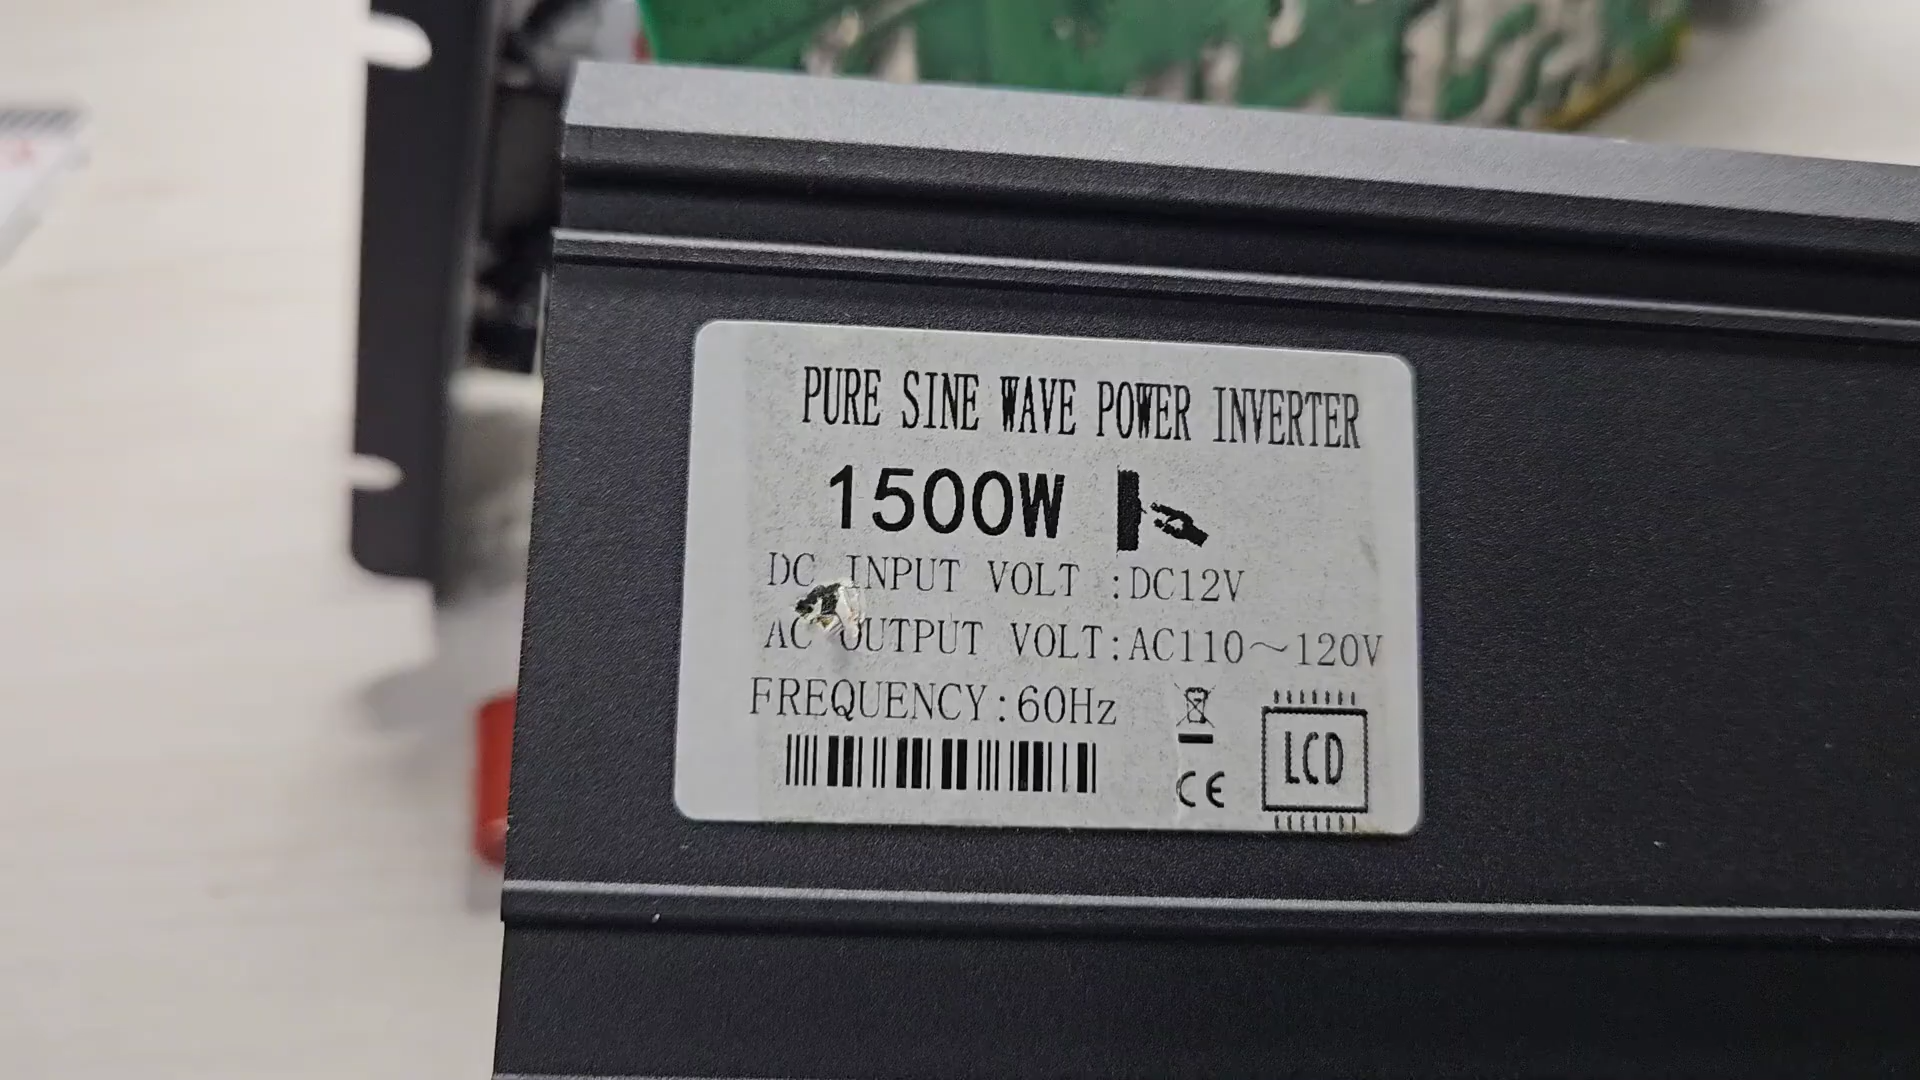 PURE SINE WAVE POWER INVERTER
1500W
DC INPUT VOLT :DC12V
AC OUTPUT VOLT:AC110～120V
FREQUENCY:60Hz
CE
LCD